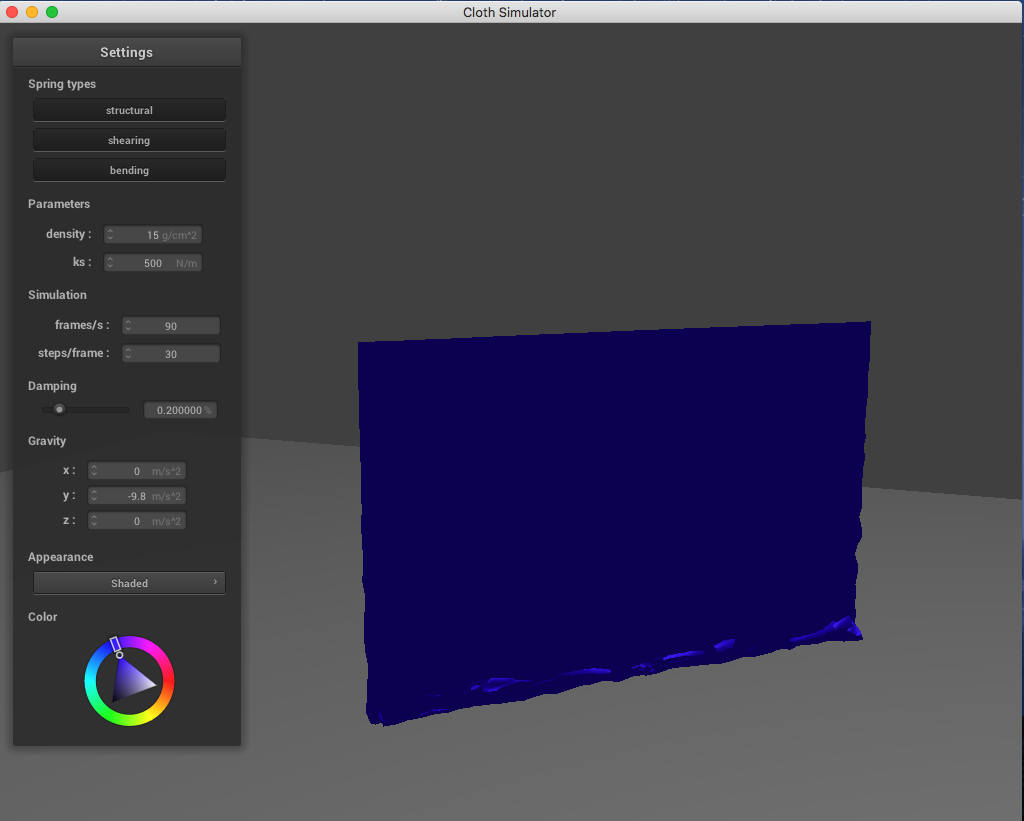 Cloth Simulator
Settings
Spring types
structural
shearing
bending
Parameters
density : 15 g/cm^2
ks : 500 N/m
Simulation
frames/s : 90
steps/frame : 30
Damping
0.200000 %
Gravity
x : 0 m/s^2
y : -9.8 m/s^2
z : 0 m/s^2
Appearance
Shaded ›
Color